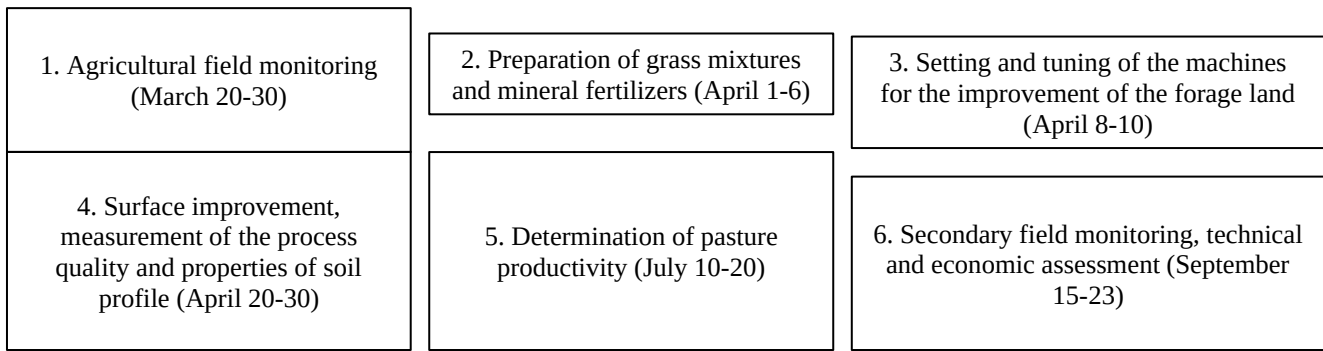 1. Agricultural field monitoring
(March 20-30)
2. Preparation of grass mixtures
and mineral fertilizers (April 1-6)
3. Setting and tuning of the machines
for the improvement of the forage land
(April 8-10)
4. Surface improvement,
measurement of the process
quality and properties of soil
profile (April 20-30)
5. Determination of pasture
productivity (July 10-20)
6. Secondary field monitoring, technical
and economic assessment (September
15-23)